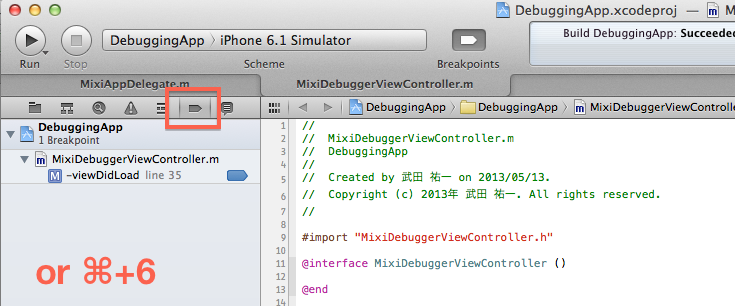 DebuggingApp.xcodeproj — m M
DebuggingApp › iPhone 6.1 Simulator
Build DebuggingApp: Succeeded
Run
Stop
Scheme
Breakpoints
MixiAppDelegate.m
MixiDebuggerViewController.m
DebuggingApp
1 Breakpoint
m MixiDebuggerViewController.m
M -viewDidLoad line 35
or ⌘+6
DebuggingApp › DebuggingApp › m MixiDebuggerViewControlle
1 //
2 // MixiDebuggerViewController.m
3 // DebuggingApp
4 //
5 // Created by 武田 祐一 on 2013/05/13.
6 // Copyright (c) 2013年 武田 祐一. All rights reserved.
7 //
8
9 #import "MixiDebuggerViewController.h"
10
11 @interface MixiDebuggerViewController ()
12
13 @end
14